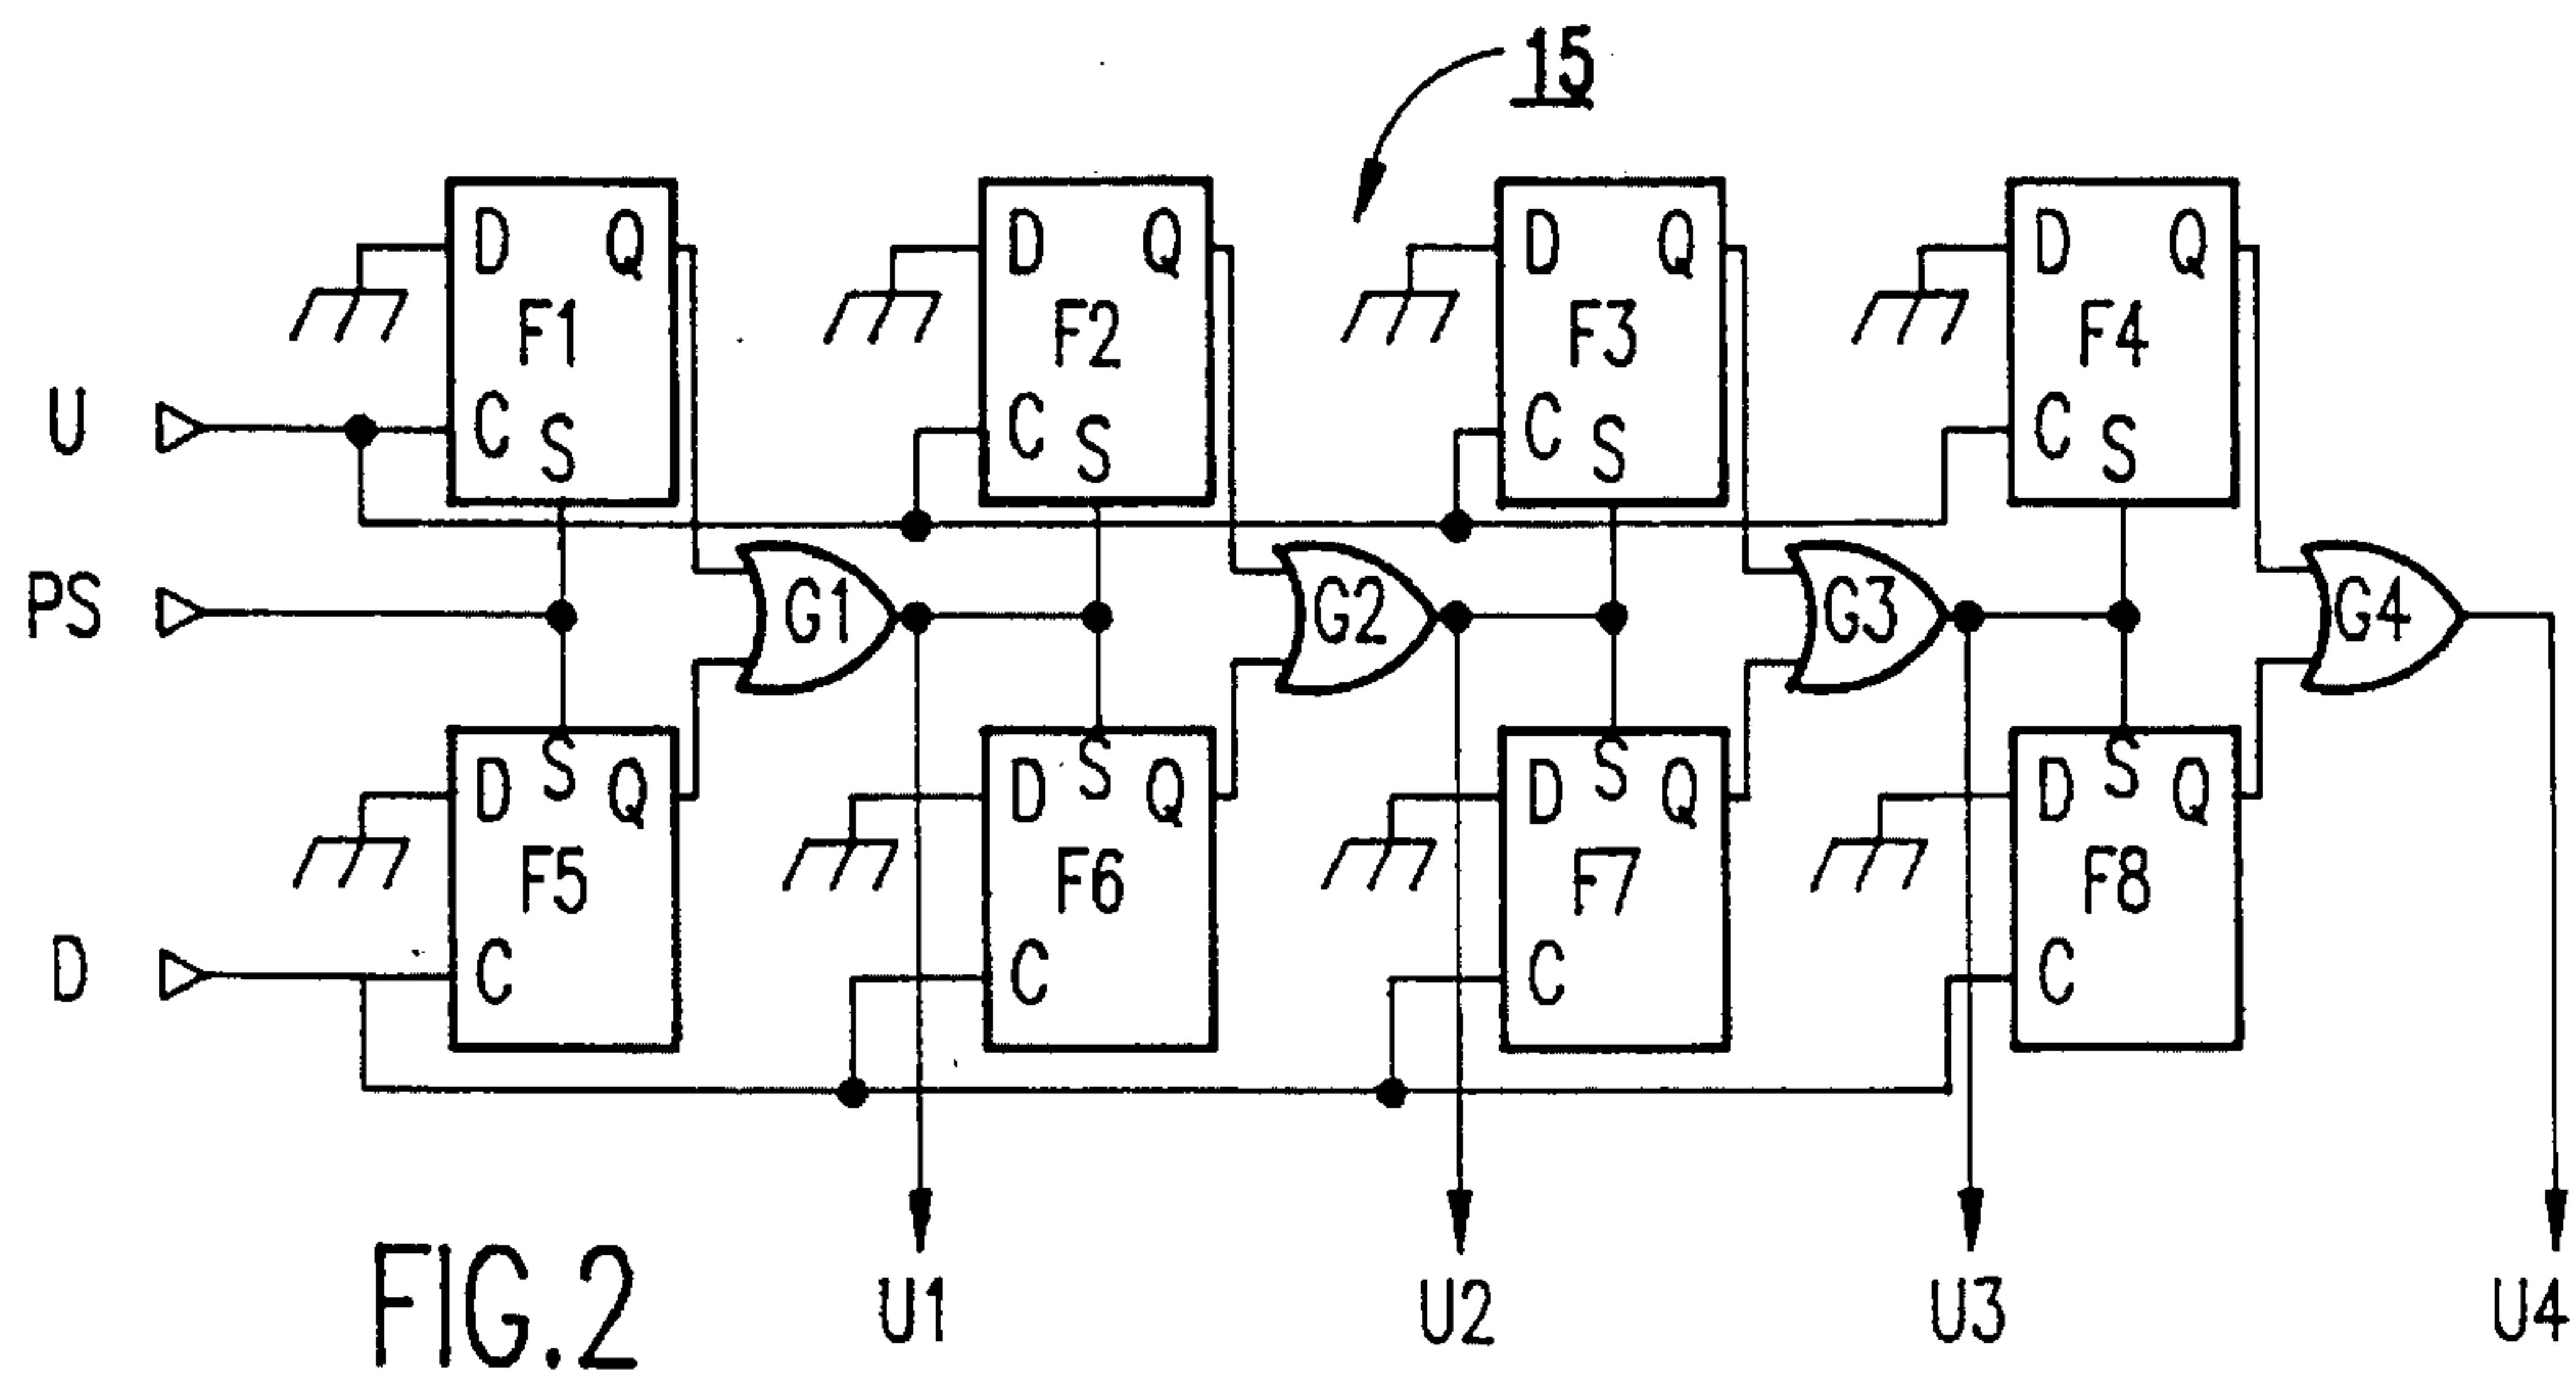 15
D Q D Q D Q D Q
F1 F2 F3 F4
U C S C S C S C S
PS G1 G2 G3 G4
D S Q D S Q D S Q D S Q
F5 F6 F7 F8
D C C C C
FIG.2 U1 U2 U3 U4